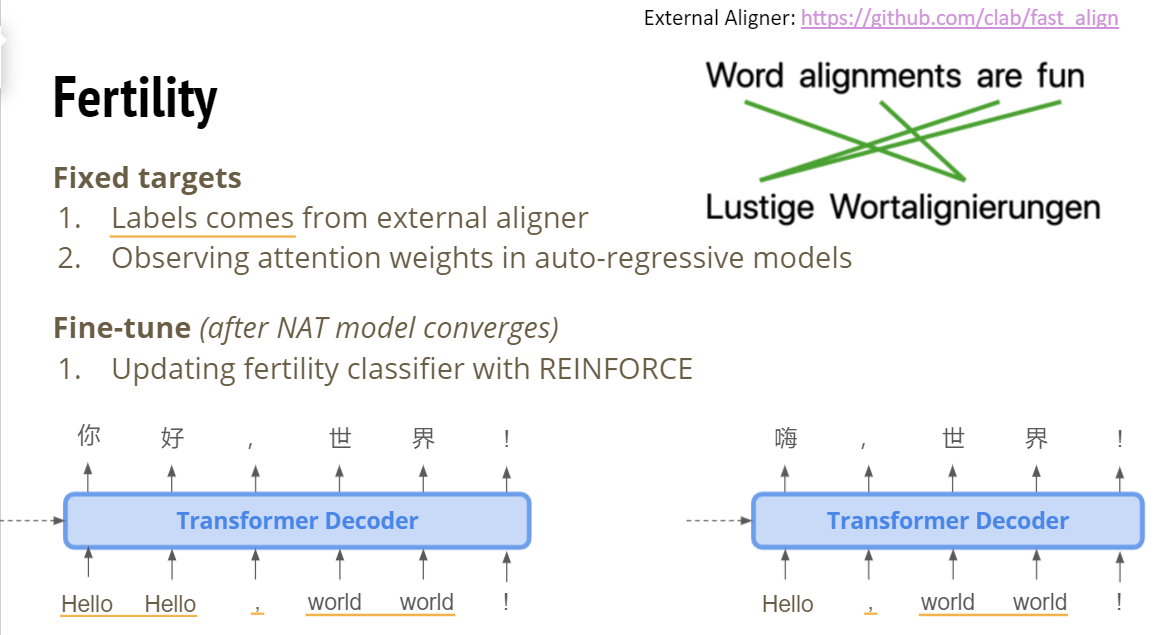 External Aligner: https://github.com/clab/fast_align
Fertility
Word alignments are fun
Lustige Wortalignierungen
Fixed targets
1. Labels comes from external aligner
2. Observing attention weights in auto-regressive models
Fine-tune (after NAT model converges)
1. Updating fertility classifier with REINFORCE
你 好 , 世 界 !
Transformer Decoder
Hello Hello , world world !
嗨 , 世 界 !
Transformer Decoder
Hello , world world !